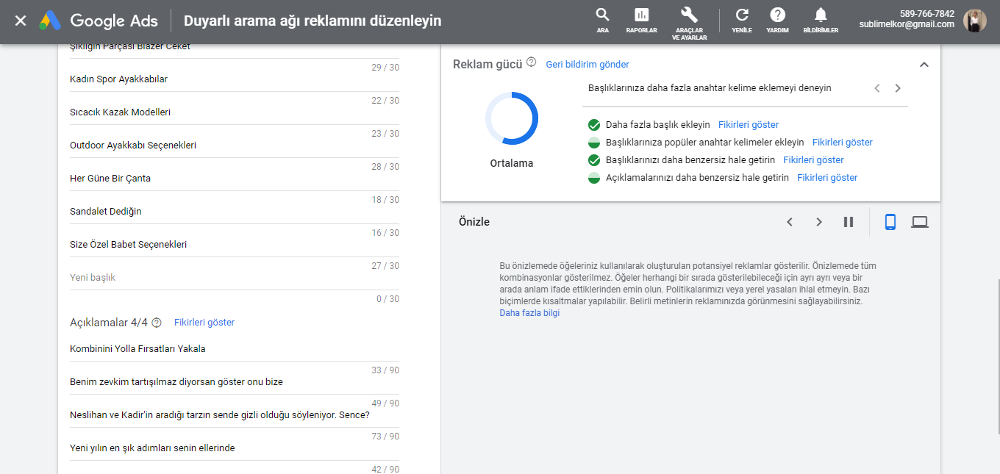 Google Ads
Duyarlı arama ağı reklamını düzenleyin
ARA
RAPORLAR
ARAÇLAR
VE AYARLAR
YENİLE
YARDIM
BİLDİRİMLER
589-766-7842
sublimelkor@gmail.com
Şıklığın Parçası Blazer Ceket
29 / 30
Kadın Spor Ayakkabılar
22 / 30
Sıcacık Kazak Modelleri
23 / 30
Outdoor Ayakkabı Seçenekleri
28 / 30
Her Güne Bir Çanta
18 / 30
Sandalet Dediğin
16 / 30
Size Özel Babet Seçenekleri
27 / 30
Yeni başlık
0 / 30
Açıklamalar 4/4
Fikirleri göster
Kombinini Yolla Fırsatları Yakala
33 / 90
Benim zevkim tartışılmaz diyorsan göster onu bize
49 / 90
Neslihan ve Kadir'in aradığı tarzın sende gizli olduğu söyleniyor. Sence?
73 / 90
Yeni yılın en şık adımları senin ellerinde
42 / 90
Reklam gücü
Geri bildirim gönder
Ortalama
Başlıklarınıza daha fazla anahtar kelime eklemeyi deneyin
Daha fazla başlık ekleyin Fikirleri göster
Başlıklarınıza popüler anahtar kelimeler ekleyin Fikirleri göster
Başlıklarınızı daha benzersiz hale getirin Fikirleri göster
Açıklamalarınızı daha benzersiz hale getirin Fikirleri göster
Önizle
Bu önizlemede öğeleriniz kullanılarak oluşturulan potansiyel reklamlar gösterilir. Önizlemede tüm
kombinasyonlar gösterilmez. Öğeler herhangi bir sırada gösterilebileceği için ayrı ayrı veya bir
arada anlam ifade ettiklerinden emin olun. Politikalarımızı veya yerel yasaları ihlal etmeyin. Bazı
biçimlerde kısaltmalar yapılabilir. Belirli metinlerin reklamınızda görünmesini sağlayabilirsiniz.
Daha fazla bilgi